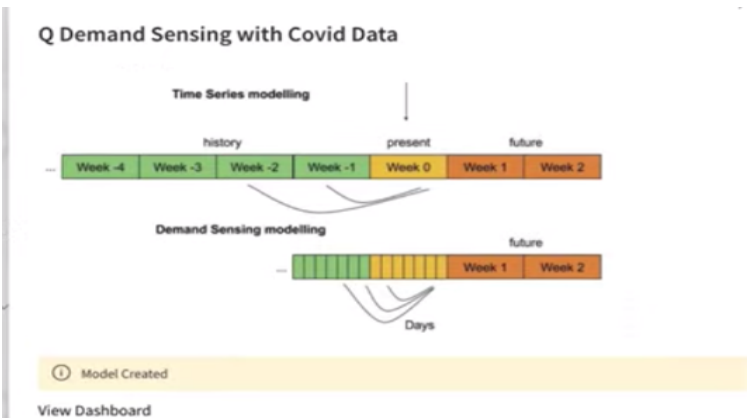 Q Demand Sensing with Covid Data
Time Series modelling
history present future
... Week -4 Week -3 Week -2 Week -1 Week 0 Week 1 Week 2
Demand Sensing modelling
future
... Week 1 Week 2
Days
Model Created
View Dashboard